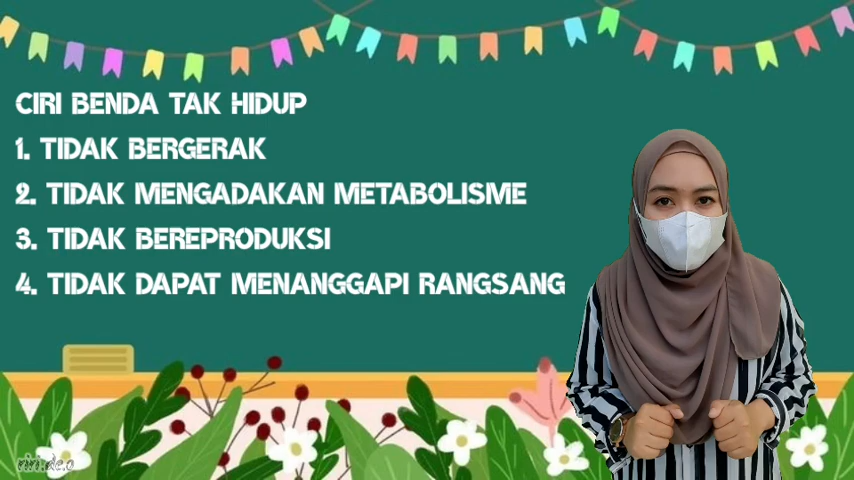 CIRI BENDA TAK HIDUP
1. TIDAK BERGERAK
2. TIDAK MENGADAKAN METABOLISME
3. TIDAK BEREPRODUKSI
4. TIDAK DAPAT MENANGGAPI RANGSANG